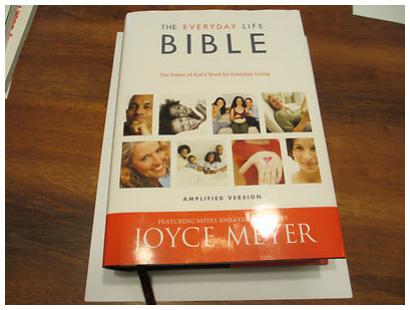 THE EVERYDAY LIFE
BIBLE
The Power of God's Word for Everyday Living
AMPLIFIED VERSION
FEATURING NOTES AND BY
JOYCE MEYER